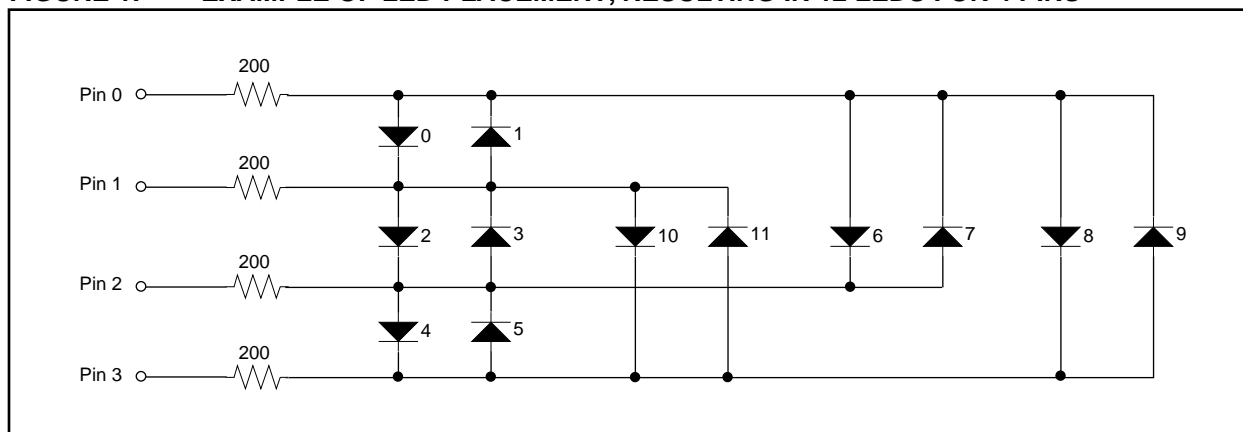 FIGURE 1: EXAMPLE OF LED PLACEMENT, RESULTING IN 12 LEDS FOR 4 PINS
200
Pin 0
0 1
200
Pin 1
2 3 10 11 6 7 8 9
200
Pin 2
4 5
200
Pin 3